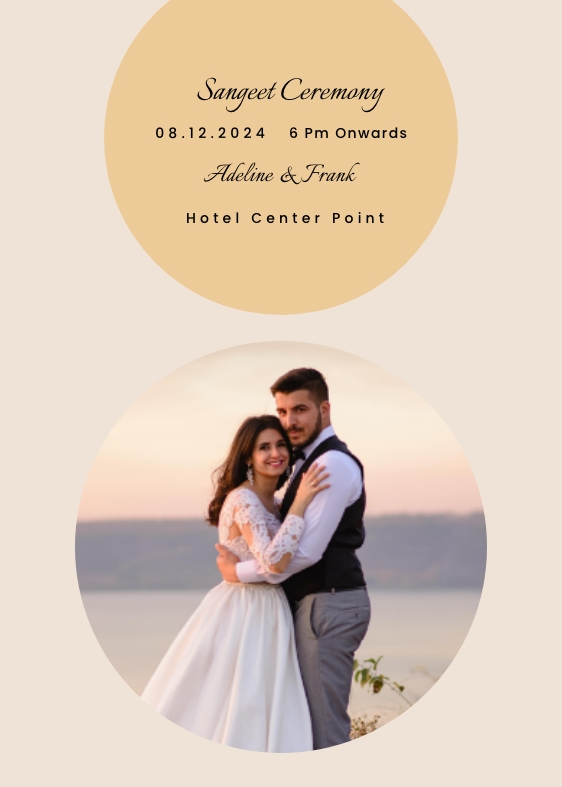 Sangeet Ceremony
08.12.2024 6 Pm Onwards
Adeline & Frank
Hotel Center Point